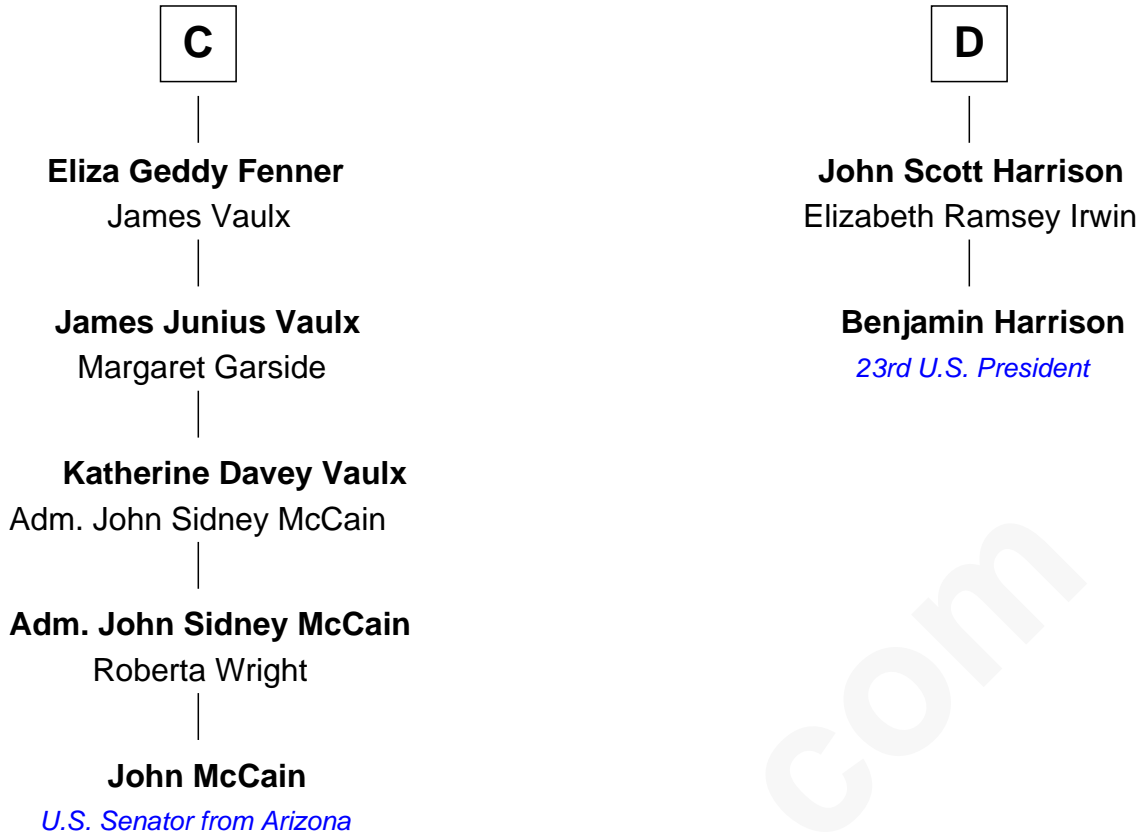 C
Eliza Geddy Fenner
James Vaulx
James Junius Vaulx
Margaret Garside
Katherine Davey Vaulx
Adm. John Sidney McCain
Adm. John Sidney McCain
Roberta Wright
John McCain
U.S. Senator from Arizona
D
John Scott Harrison
Elizabeth Ramsey Irwin
Benjamin Harrison
23rd U.S. President
com